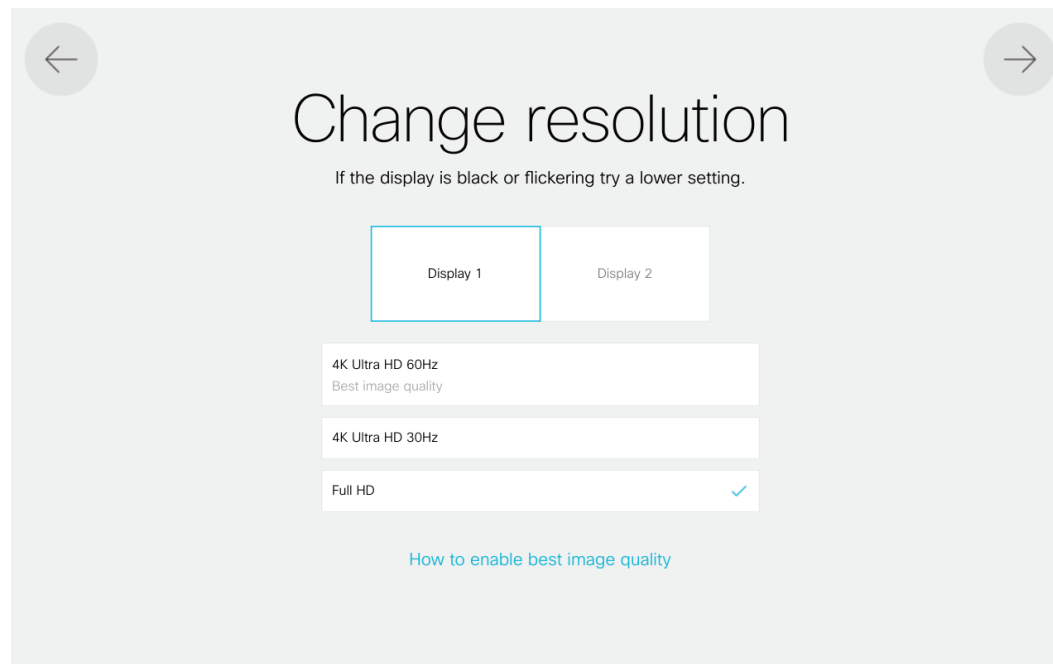 Change resolution
If the display is black or flickering try a lower setting.
Display 1
Display 2
4K Ultra HD 60Hz
Best image quality
4K Ultra HD 30Hz
Full HD
How to enable best image quality